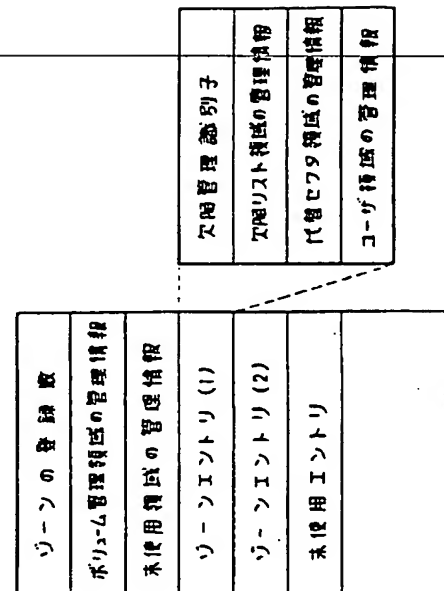 ゾーンの登録数
ボリューム管理領域の管理情報
未使用領域の管理情報
ゾーンエントリ(1)
ゾーンエントリ(2)
未使用エントリ
欠陥管理識別子
欠陥リスト領域の管理情報
代替セクタ領域の管理情報
ユーザ領域の管理情報